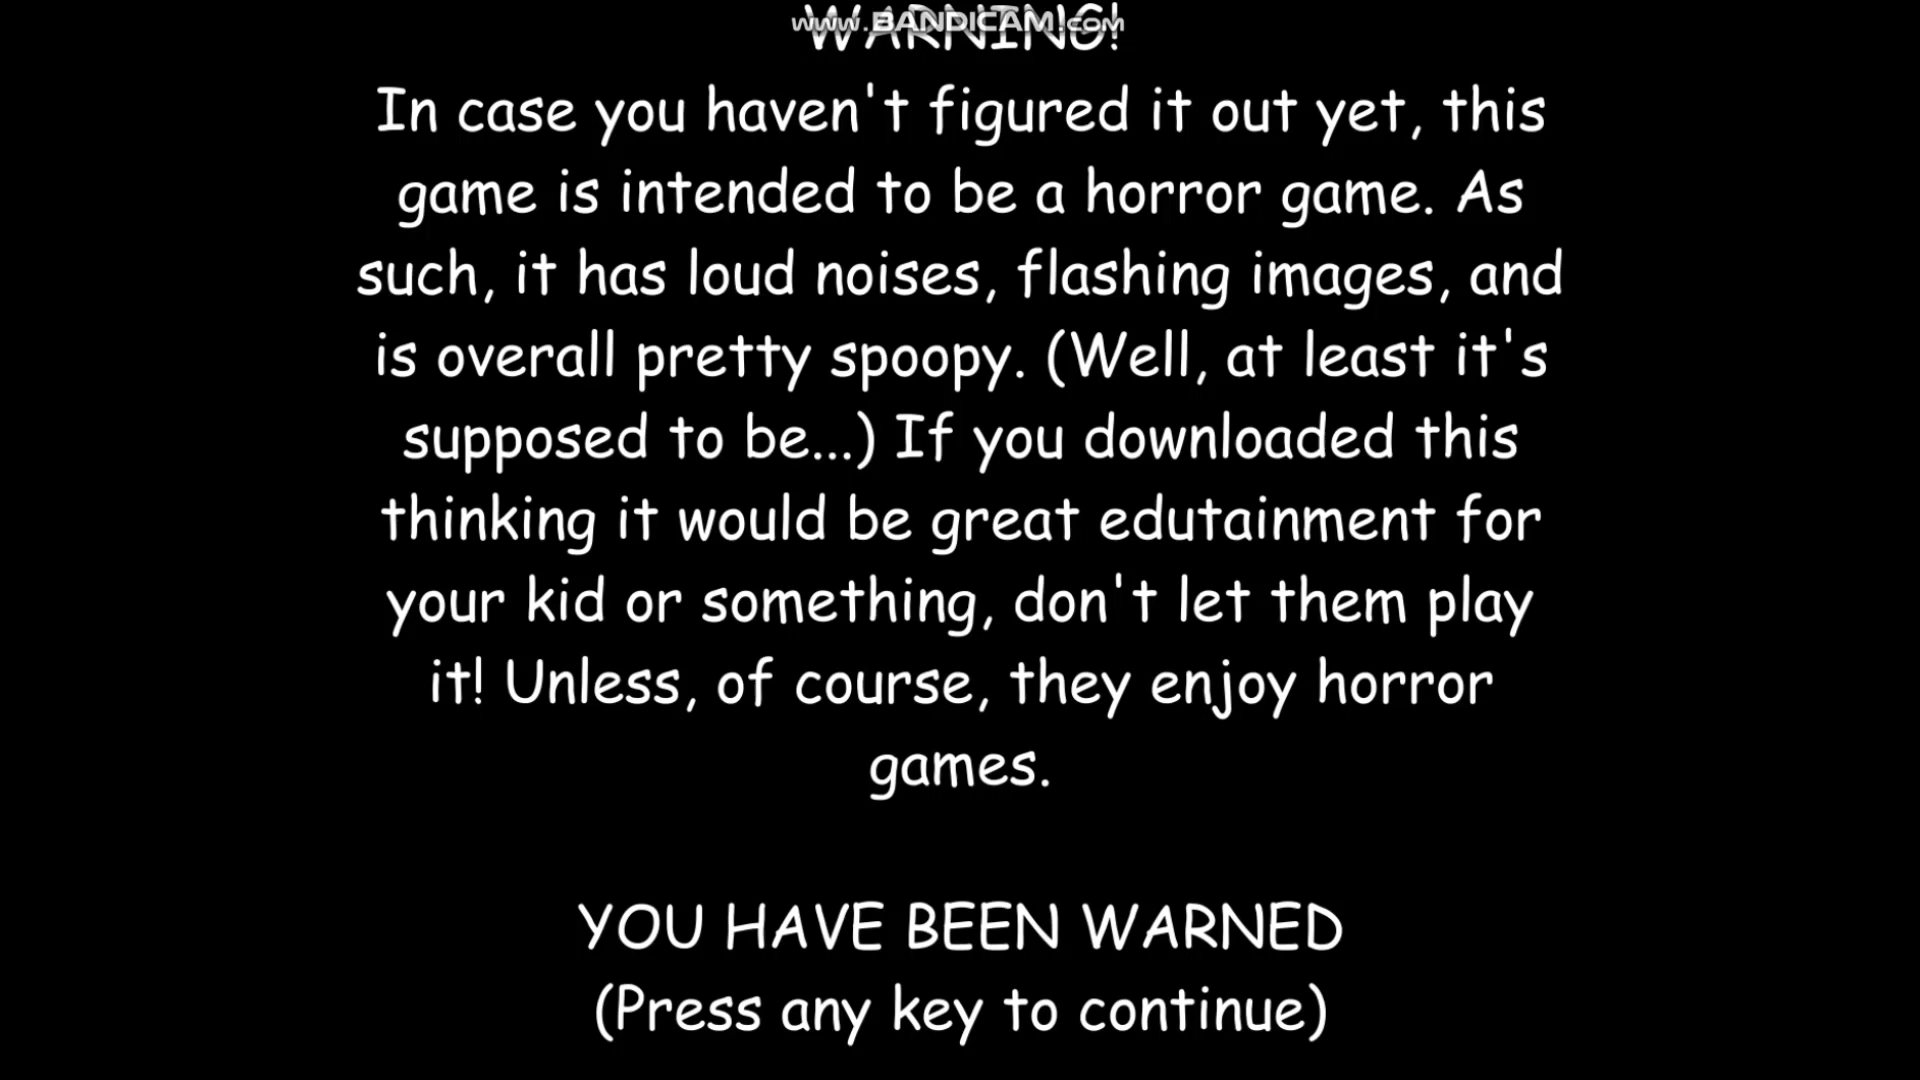 www.BANDICAM.com
WARNING!
In case you haven't figured it out yet, this
game is intended to be a horror game. As
such, it has loud noises, flashing images, and
is overall pretty spoopy. (Well, at least it's
supposed to be...) If you downloaded this
thinking it would be great edutainment for
your kid or something, don't let them play
it! Unless, of course, they enjoy horror
games.
YOU HAVE BEEN WARNED
(Press any key to continue)